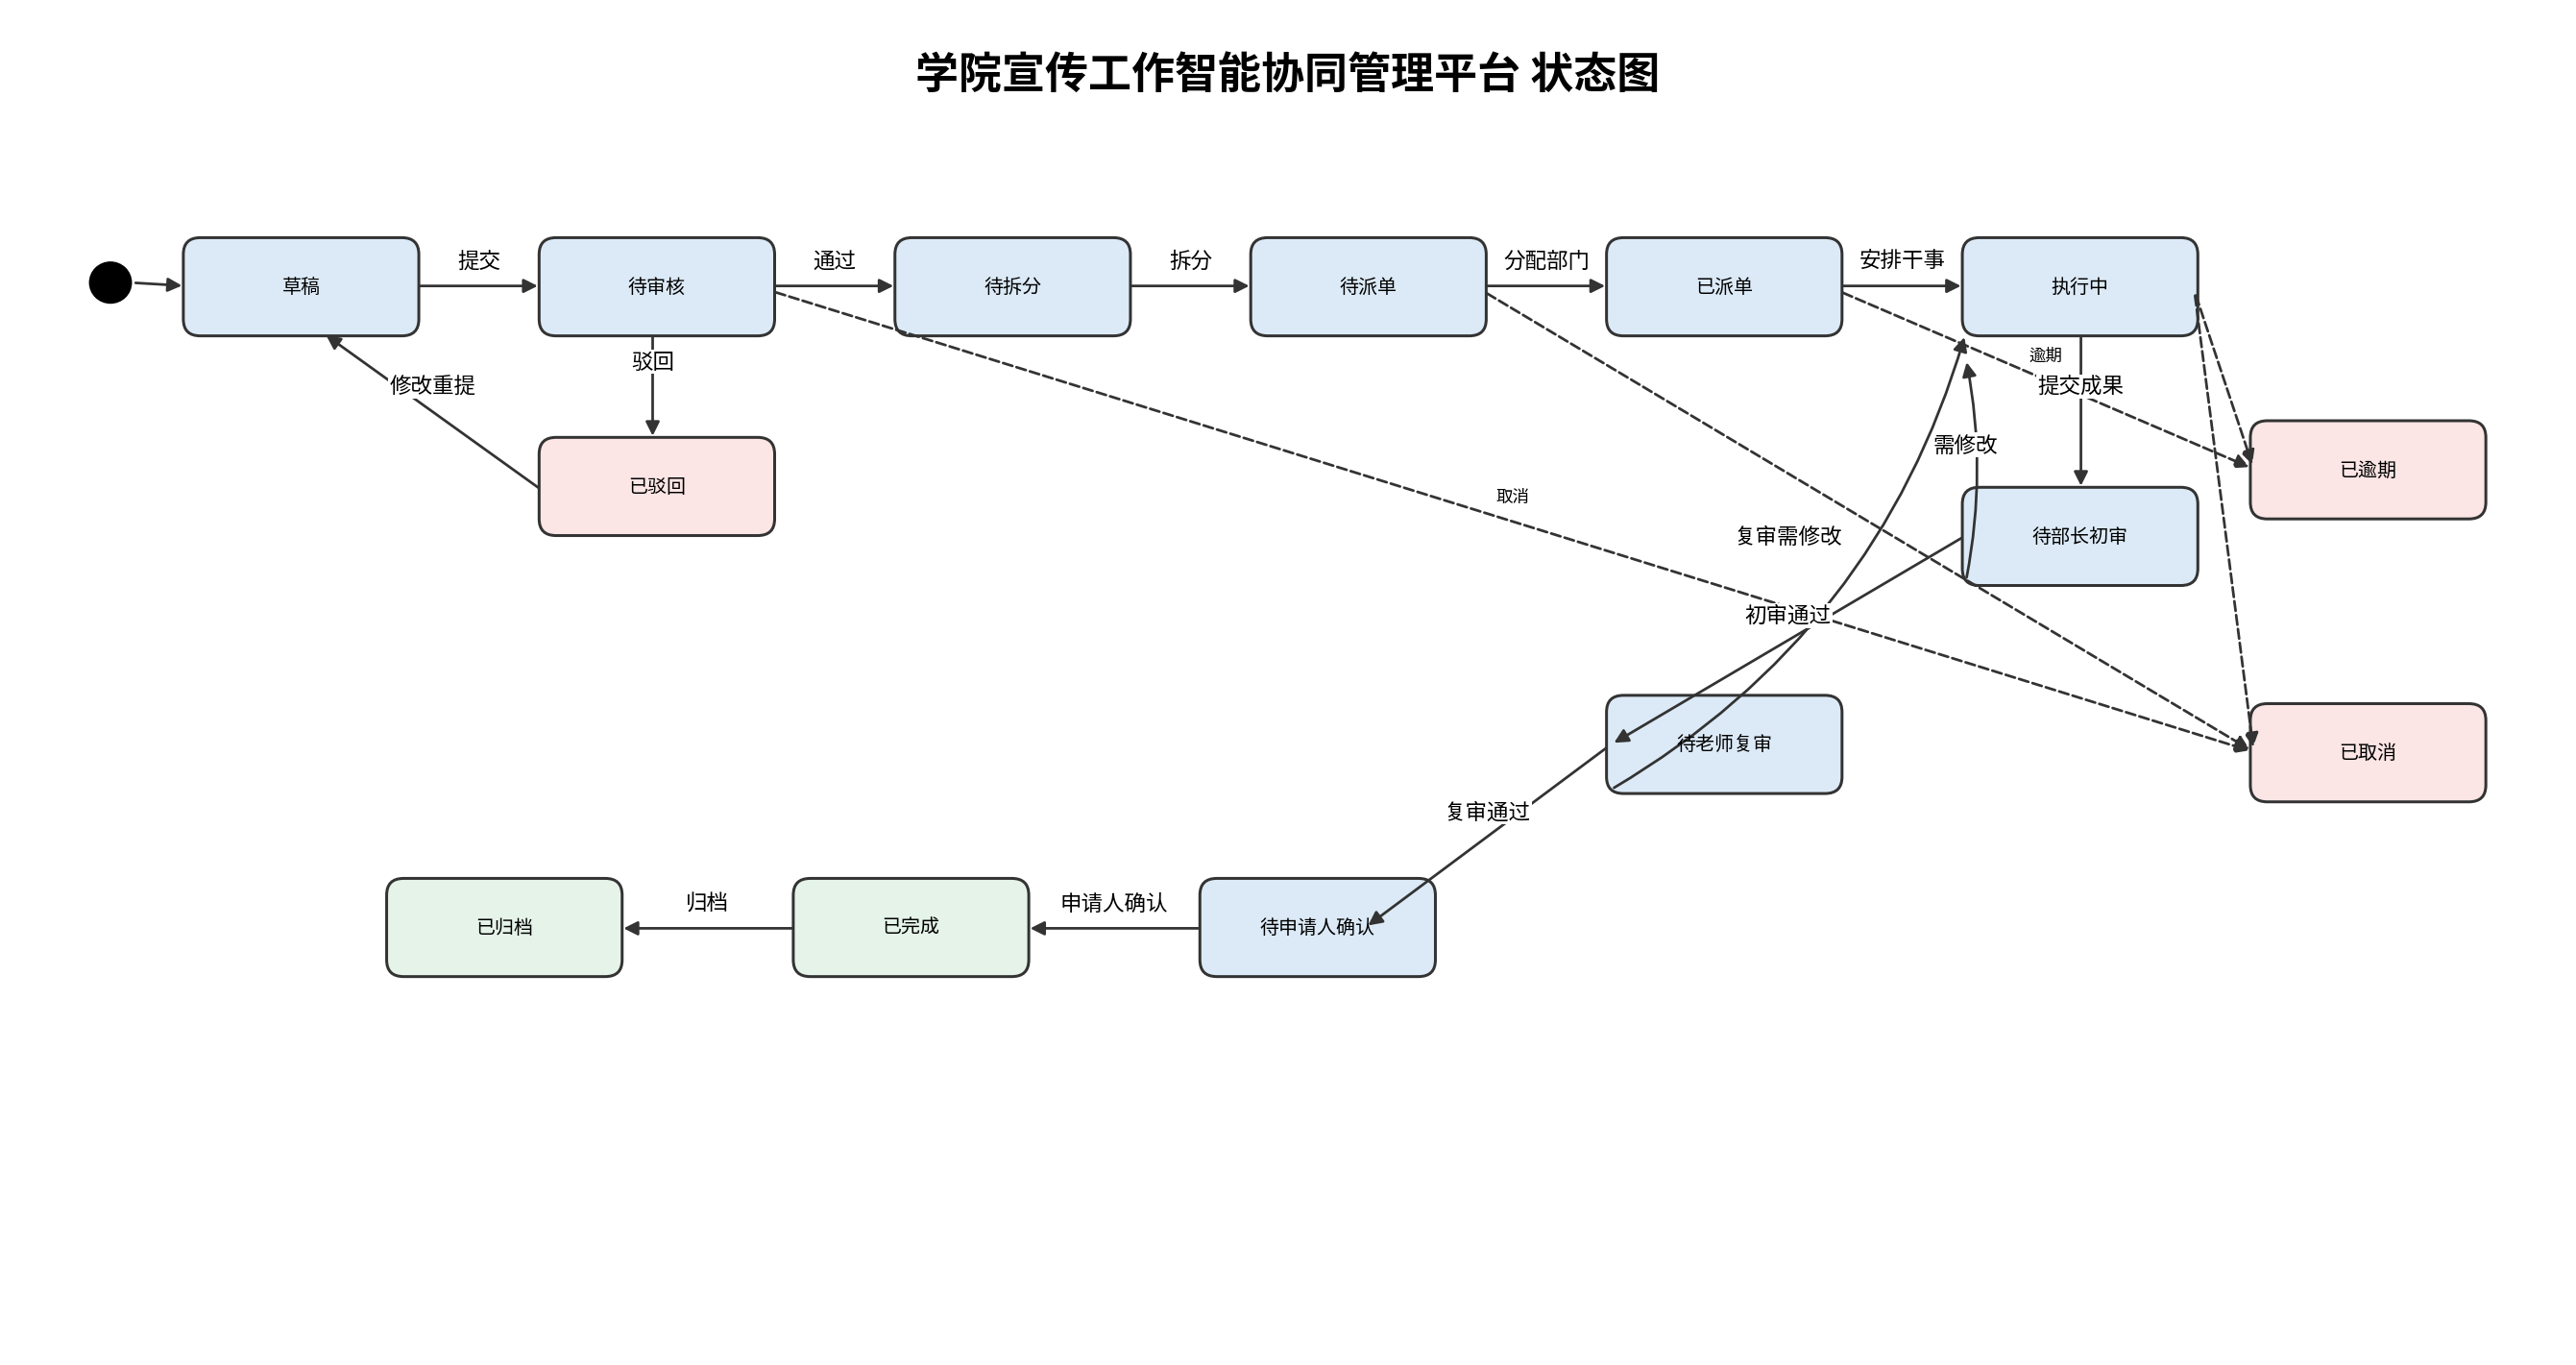 学院宣传工作智能协同管理平台 状态图
草稿
提交
待审核
通过
待拆分
拆分
待派单
分配部门
已派单
安排干事
执行中
驳回
逾期
修改重提
提交成果
需修改
已逾期
已驳回
取消
复审需修改
待部长初审
初审通过
待老师复审
已取消
复审通过
已归档
归档
已完成
申请人确认
待申请人确认